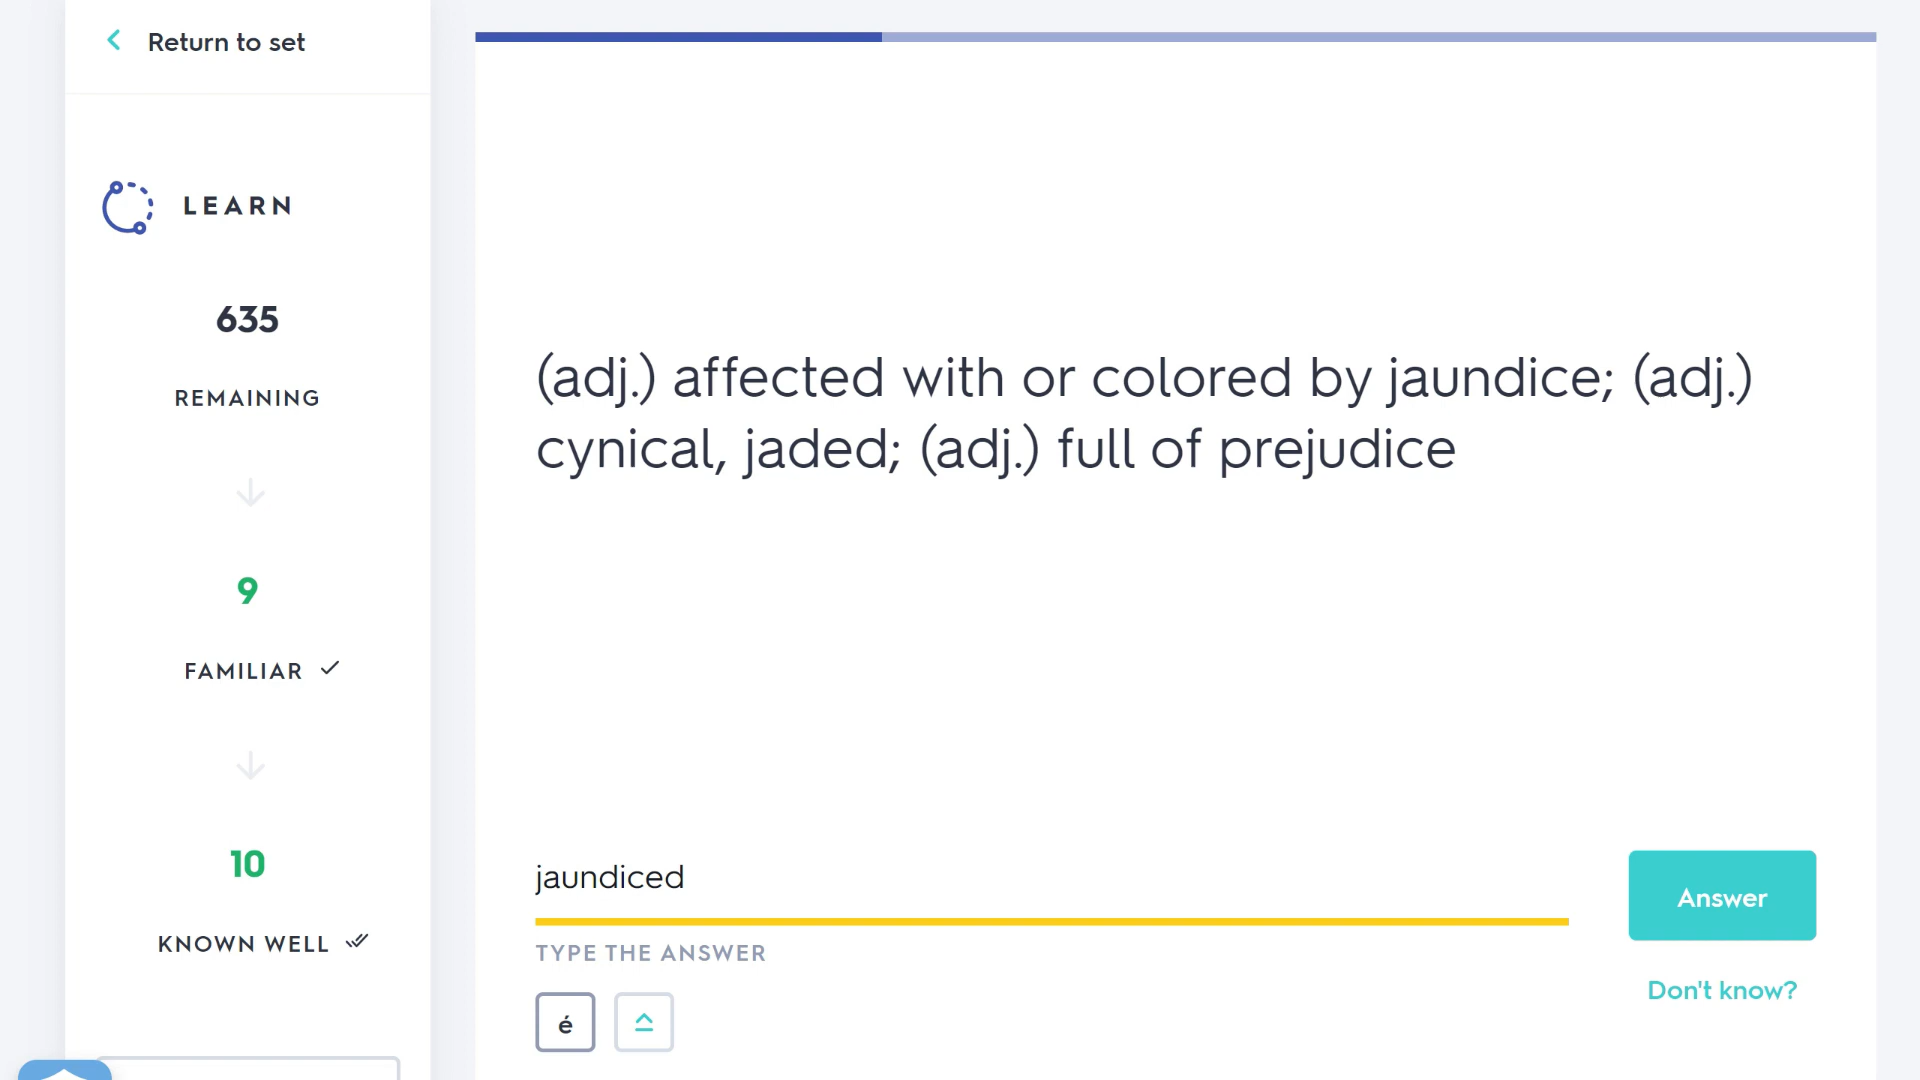 Return to set
LEARN
635
REMAINING
9
FAMILIAR
10
KNOWN WELL
(adj.) affected with or colored by jaundice; (adj.)
cynical, jaded; (adj.) full of prejudice
jaundiced
TYPE THE ANSWER
é
Answer
Don't know?